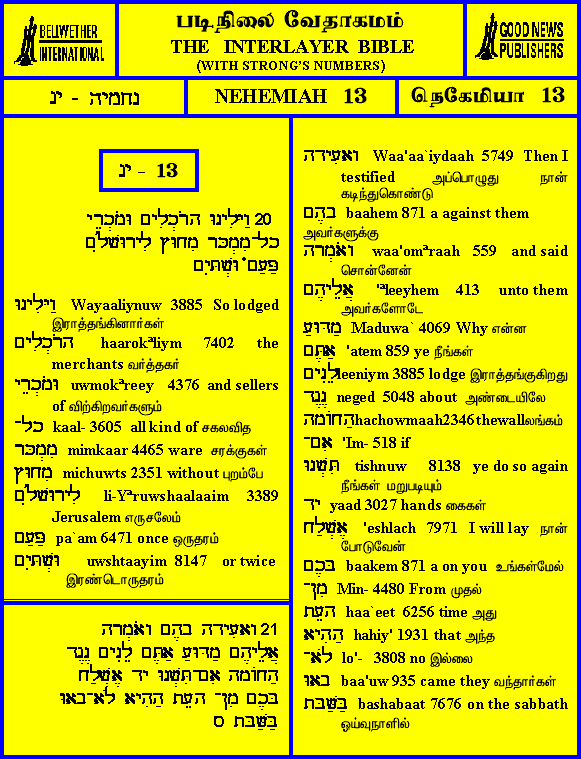 BELLWETHER
INTERNATIONAL
படிநிலை வேதாகமம்
THE INTERLAYER BIBLE
(WITH STRONG'S NUMBERS)
GOOD NEWS
PUBLISHERS
נחמיה - יג
NEHEMIAH 13
நெகேமியா 13
יג - 13
20 וַיָּלִינוּ הָרֹכְלִים וּמֹכְרֵי
כָל־מִמְכָּר מִחוּץ לִירוּשָׁלִָם
פַּעַם וּשְׁתָּיִם
וַיָּלִינוּ Wayaaliynuw 3885 So lodged
இராத்தங்கினார்கள்
הָרֹכְלִים haarokᵃliym 7402 the
merchants வர்த்தகர்
וּמֹכְרֵי uwmokᵃreey 4376 and sellers
of விற்கிறவர்களும்
כָל־ kaal- 3605 all kind of சகலவித
מִמְכָּר mimkaar 4465 ware சரக்குகள்
מִחוּץ michuwts 2351 without புறம்பே
לִירוּשָׁלִָם li-Yᵃruwshaalaaim 3389
Jerusalem எருசலேம்
פַּעַם pa`am 6471 once ஒருதரம்
וּשְׁתָּיִם uwshtaayim 8147 or twice
இரண்டொருதரம்
21 וָאָעִידָה בָהֶם וָאֹמְרָה
אֲלֵיהֶם מַדּוּעַ אַתֶּם לֵנִים נֶגֶד
הַחוֹמָה אִם־תִּשְׁנוּ יָד אֶשְׁלַח
בָּכֶם מִן־ הָעֵת הַהִיא לֹא־בָאוּ
בַּשַּׁבָּת ס
וָאָעִידָה Waa'aa`iydaah 5749 Then I
testified அப்பொழுது நான்
கடிந்துகொண்டு
בָהֶם baahem 871 a against them
அவர்களுக்கு
וָאֹמְרָה waa'omᵃraah 559 and said
சொன்னேன்
אֲלֵיהֶם 'ᵃleeyhem 413 unto them
அவர்களோடே
מַדּוּעַ Maduwa` 4069 Why என்ன
אַתֶּם 'atem 859 ye நீங்கள்
לֵנִים leeniym 3885 lodge இராத்தங்குகிறது
נֶגֶד neged 5048 about அண்டையிலே
הַחוֹמָה hachowmaah 2346 the wall அலங்கம்
אִם־ 'Im- 518 if
תִּשְׁנוּ tishnuw 8138 ye do so again
நீங்கள் மறுபடியும்
יָד yaad 3027 hands கைகள்
אֶשְׁלַח 'eshlach 7971 I will lay நான்
போடுவேன்
בָּכֶם baakem 871 a on you உங்கள்மேல்
מִן־ Min- 4480 From முதல்
הָעֵת haa`eet 6256 time அது
הַהִיא hahiy' 1931 that அந்த
לֹא־ lo'- 3808 no இல்லை
בָאוּ baa'uw 935 came they வந்தார்கள்
בַּשַּׁבָּת bashabaat 7676 on the sabbath
ஓய்வுநாளில்